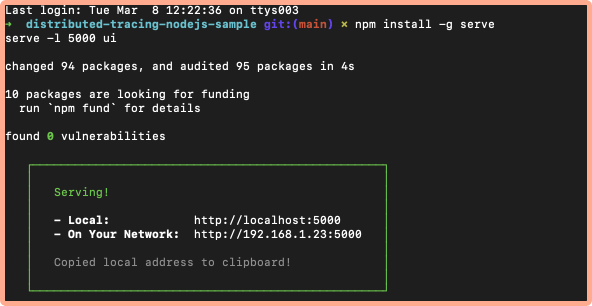 Last login: Tue Mar  8 12:22:36 on ttys003
➜  distributed-tracing-nodejs-sample git:(main) × npm install -g serve
serve -l 5000 ui
changed 94 packages, and audited 95 packages in 4s
10 packages are looking for funding
  run `npm fund` for details
found 0 vulnerabilities
Serving!
- Local:            http://localhost:5000
- On Your Network:  http://192.168.1.23:5000
Copied local address to clipboard!